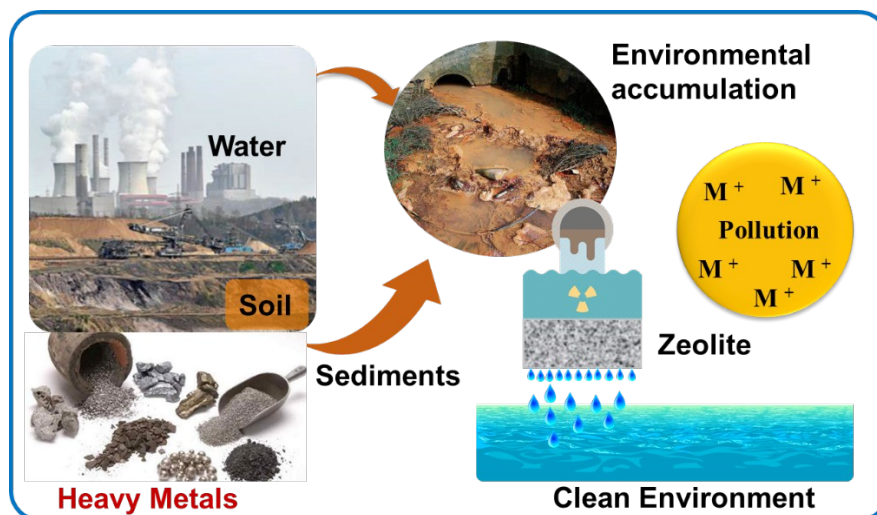 Water
Soil
Heavy Metals
Sediments
Environmental
accumulation
M +
M +
Pollution
M +
M +
M +
Zeolite
Clean Environment